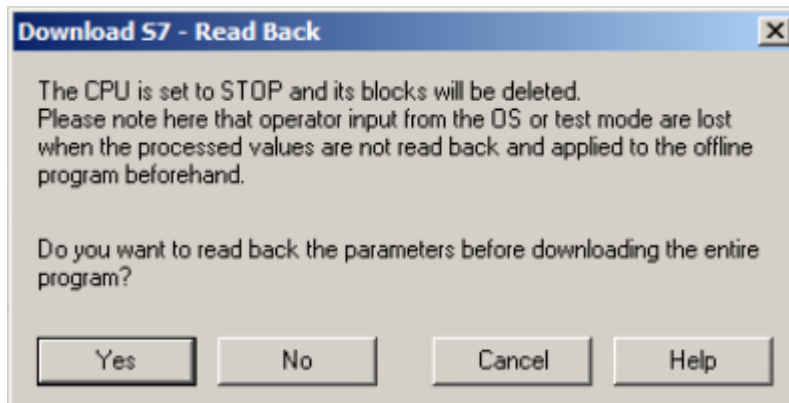 Download S7 - Read Back
The CPU is set to STOP and its blocks will be deleted.
Please note here that operator input from the OS or test mode are lost
when the processed values are not read back and applied to the offline
program beforehand.
Do you want to read back the parameters before downloading the entire
program?
Yes No Cancel Help